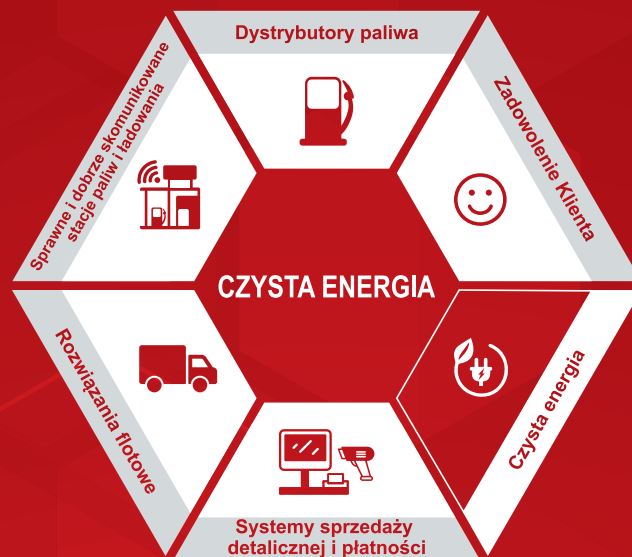 Dystrybutory paliwa
Sprawne i dobrze skomunikowane
stacje paliw i ładowania
Zadowolenie Klienta
CZYSTA ENERGIA
Rozwiązania flotowe
Czysta energia
Systemy sprzedaży
detalicznej i płatności